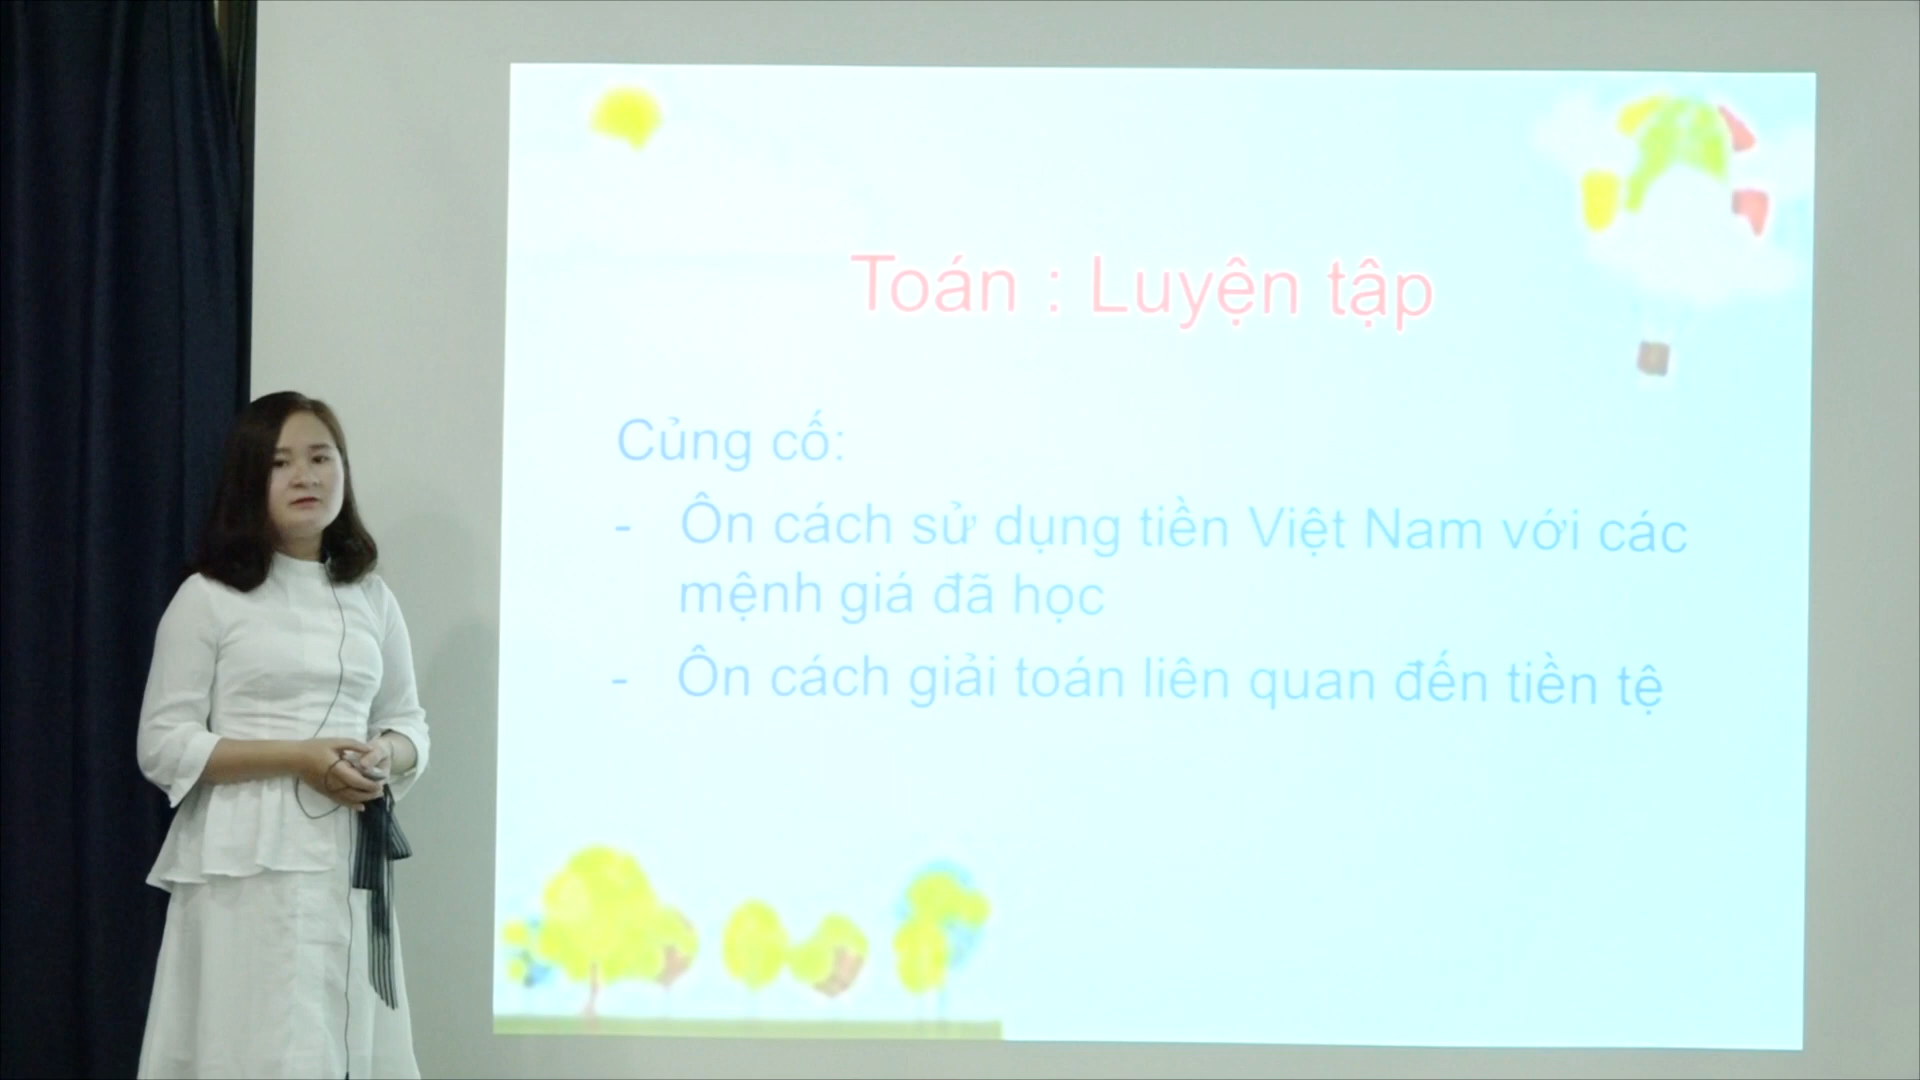 Toán : Luyện tập
Củng cố:
- Ôn cách sử dụng tiền Việt Nam với các
mệnh giá đã học
- Ôn cách giải toán liên quan đến tiền tệ